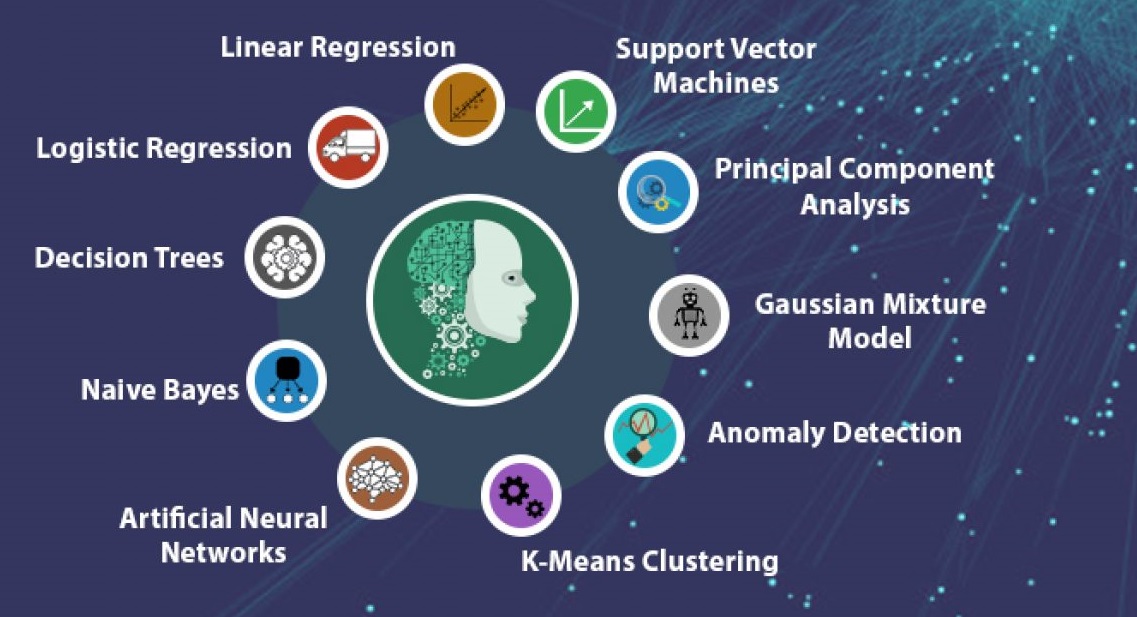 Linear Regression
Support Vector
Machines
Logistic Regression
Principal Component
Analysis
Decision Trees
Gaussian Mixture
Model
Naive Bayes
Anomaly Detection
Artificial Neural
Networks
K-Means Clustering